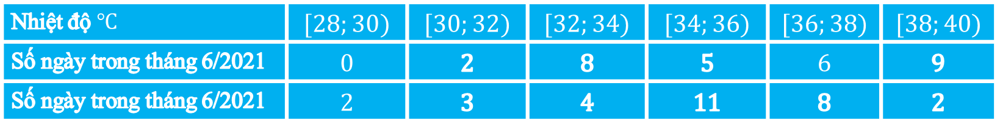 Nhiệt độ ℃ [28; 30) [30; 32) [32; 34) [34; 36) [36; 38) [38; 40)
Số ngày trong tháng 6/2021 0 2 8 5 6 9
Số ngày trong tháng 6/2021 2 3 4 11 8 2